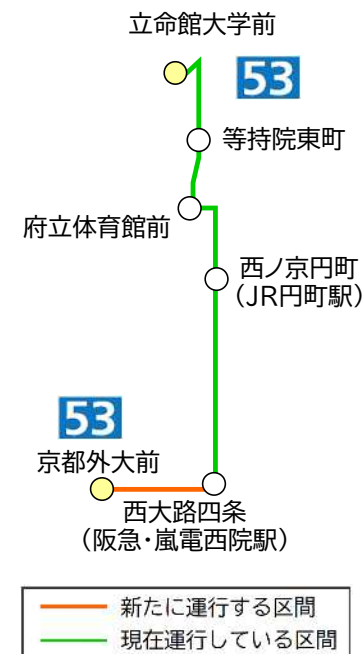 立命館大学前
53
等持院東町
府立体育館前
西ノ京円町
(JR円町駅)
53
京都外大前
西大路四条
(阪急・嵐電西院駅)
新たに運行する区間
現在運行している区間